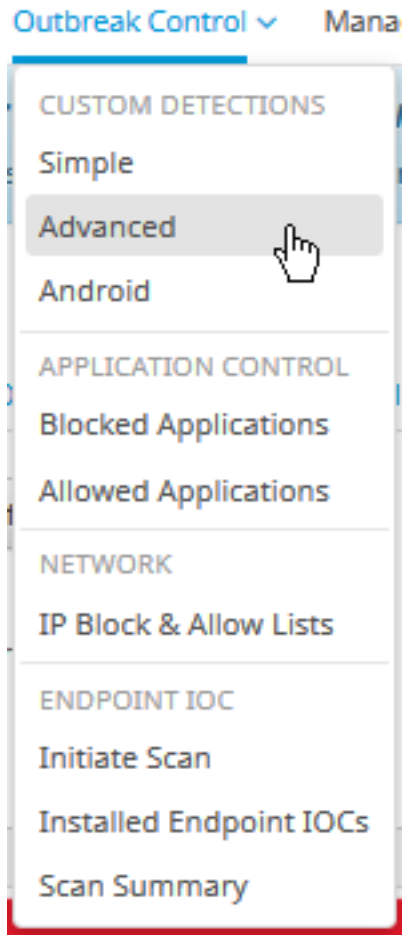 Outbreak Control
Mana
CUSTOM DETECTIONS
Simple
Advanced
Android
APPLICATION CONTROL
Blocked Applications
Allowed Applications
NETWORK
IP Block & Allow Lists
ENDPOINT IOC
Initiate Scan
Installed Endpoint IOCs
Scan Summary